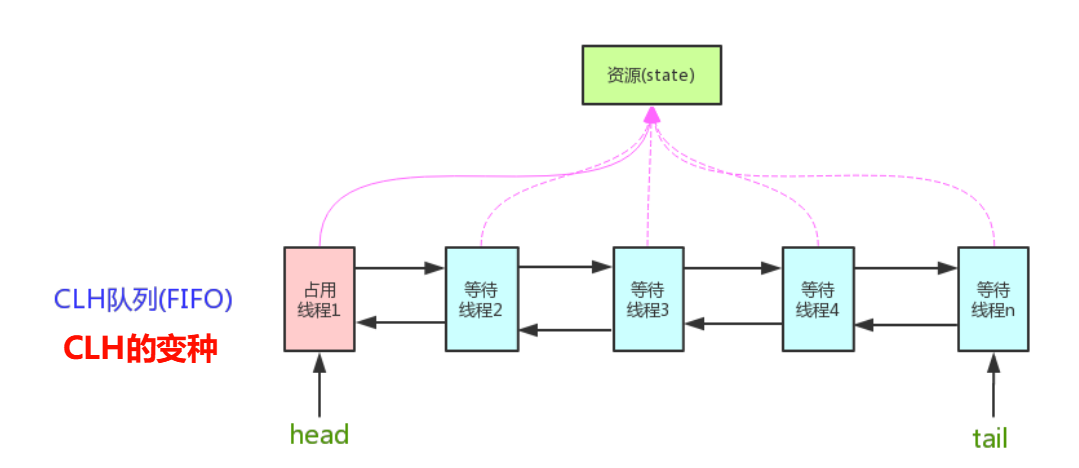 资源(state)
占用
线程1
等待
线程2
等待
线程3
等待
线程4
等待
线程n
CLH队列(FIFO)
CLH的变种
head
tail